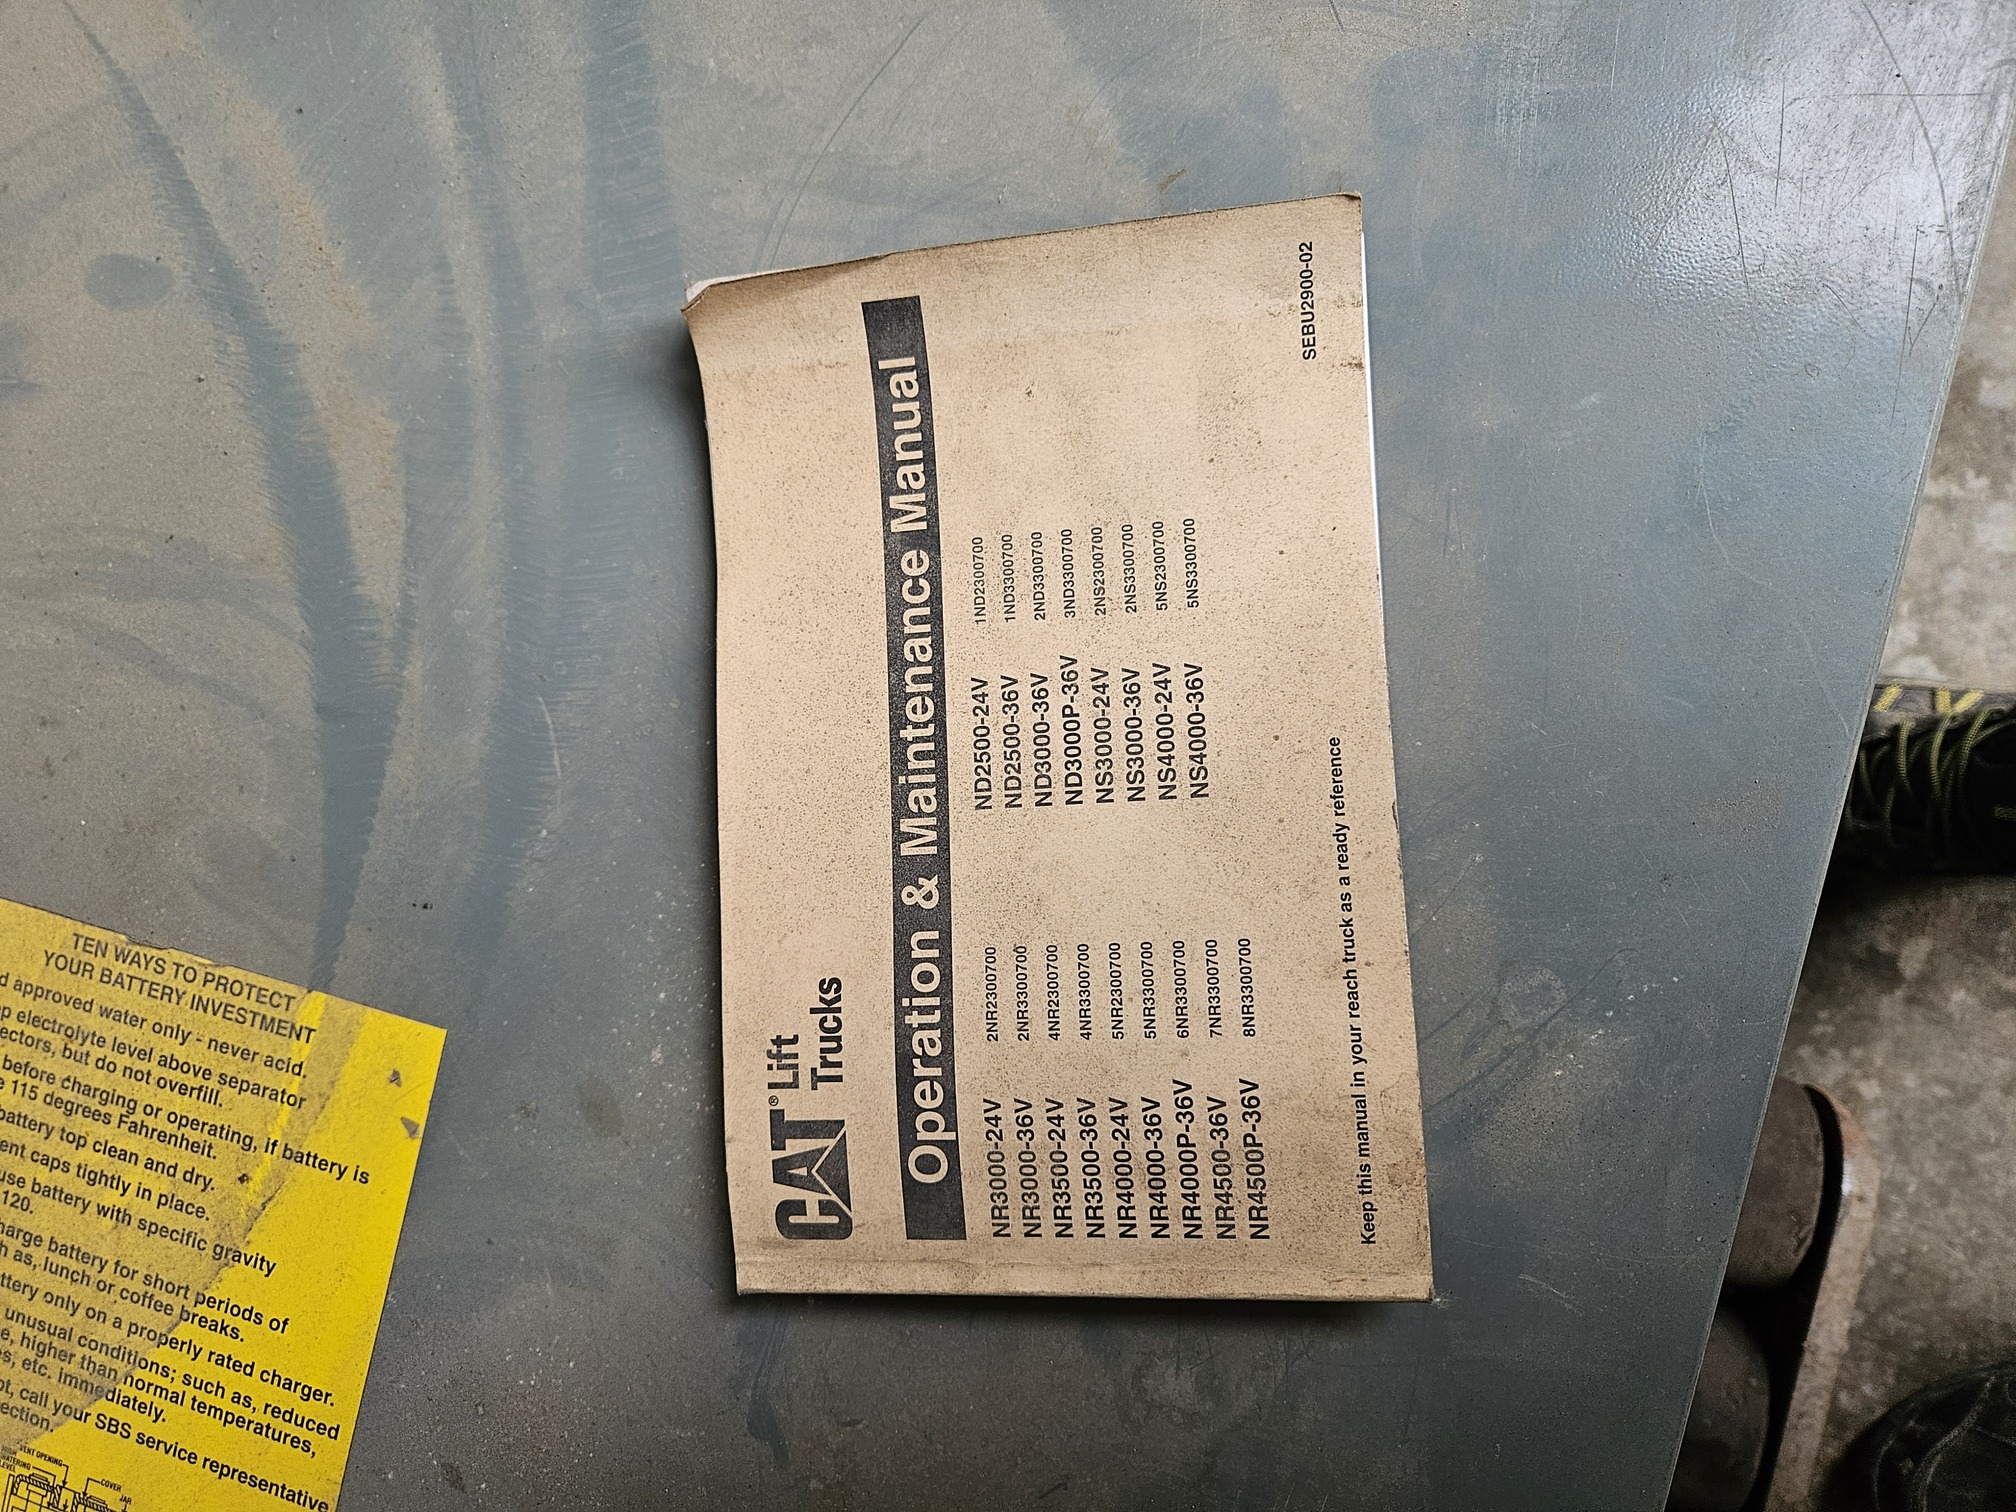 CAT® Lift
Trucks
Operation & Maintenance Manual
NR3000-24V 2NR2300700
NR3000-36V 2NR3300700
NR3500-24V 4NR2300700
NR3500-36V 4NR3300700
NR4000-24V 5NR2300700
NR4000-36V 5NR3300700
NR4000P-36V 6NR3300700
NR4500-36V 7NR3300700
NR4500P-36V 8NR3300700
ND2500-24V 1ND2300700
ND2500-36V 1ND3300700
ND3000-36V 2ND3300700
ND3000P-36V 3ND3300700
NS3000-24V 2NS2300700
NS3000-36V 2NS3300700
NS4000-24V 5NS2300700
NS4000-36V 5NS3300700
SEBU2900-02
Keep this manual in your reach truck as a ready reference
TEN WAYS TO PROTECT
YOUR BATTERY INVESTMENT
approved water only - never acid.
electrolyte level above separator
but do not overfill.
before charging or operating, if battery is
115 degrees Fahrenheit.
battery top clean and dry.
caps tightly in place.
use battery with specific gravity
120.
battery for short periods of
as, lunch or coffee breaks.
only on a properly rated charger.
unusual conditions; such as, reduced
higher than normal temperatures,
etc. immediately.
call your SBS service representative
VENT OPENING
LEVEL
COVER
JAR